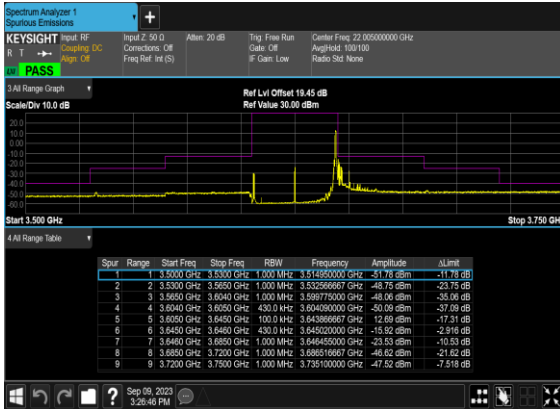 Spectrum Analyzer 1
Spurious Emissions
+
KEYSIGHT Input: RF Input Z: 50 Ω Atten: 20 dB Trig: Free Run Center Freq: 22.005000000 GHz
R T Coupling: DC Corrections: Off Gate: Off Avg|Hold: 100/100
Align: Off Freq Ref: Int (S) IF Gain: Low Radio Std: None
PASS
3 All Range Graph
Ref Lvl Offset 19.45 dB
Scale/Div 10.0 dB Ref Value 30.00 dBm
20.0
10.0
0.00
-10.0
-20.0
-30.0
-40.0
-50.0
-60.0
Start 3.500 GHz Stop 3.750 GHz
4 All Range Table
Spur Range Start Freq Stop Freq RBW Frequency Amplitude ΔLimit
1 1 3.5000 GHz 3.5300 GHz 1.000 MHz 3.514950000 GHz -51.78 dBm -11.78 dB
2 2 3.5300 GHz 3.5650 GHz 1.000 MHz 3.532566667 GHz -48.75 dBm -23.75 dB
3 3 3.5650 GHz 3.6040 GHz 1.000 MHz 3.599775000 GHz -48.06 dBm -35.06 dB
4 4 3.6040 GHz 3.6050 GHz 430.0 kHz 3.604090000 GHz -50.09 dBm -37.09 dB
5 5 3.6050 GHz 3.6450 GHz 100.0 kHz 3.643866667 GHz 12.69 dBm -17.31 dB
6 6 3.6450 GHz 3.6460 GHz 430.0 kHz 3.645020000 GHz -15.92 dBm -2.916 dB
7 7 3.6460 GHz 3.6850 GHz 1.000 MHz 3.646455000 GHz -23.53 dBm -10.53 dB
8 8 3.6850 GHz 3.7200 GHz 1.000 MHz 3.686516667 GHz -46.62 dBm -21.62 dB
9 9 3.7200 GHz 3.7500 GHz 1.000 MHz 3.735100000 GHz -47.52 dBm -7.518 dB
? Sep 09, 2023
3:26:46 PM